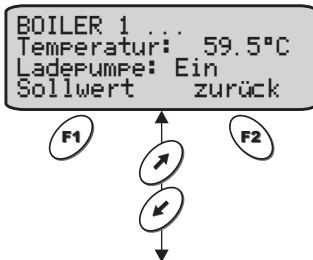 BOILER 1 ...
Temperatur: 59.5°C
Ladepumpe: Ein
Sollwert zurück
F1 F2